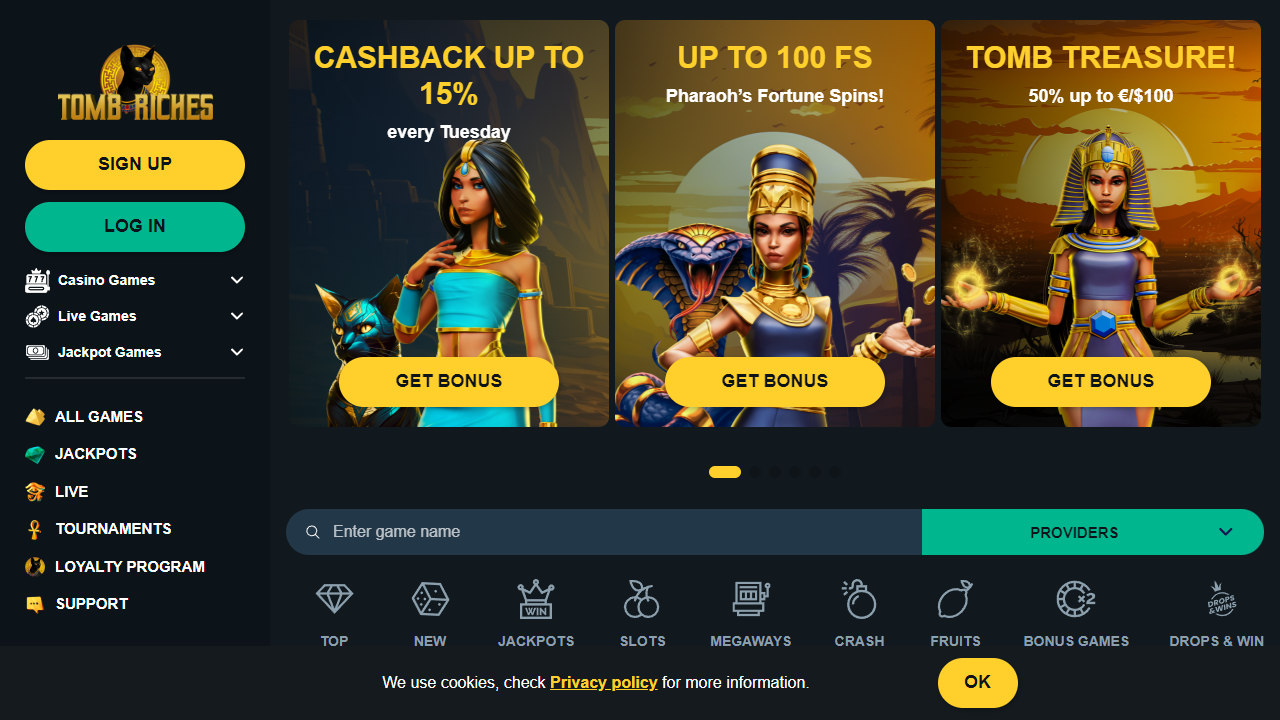 TOMB RICHES
SIGN UP
LOG IN
Casino Games
Live Games
Jackpot Games
ALL GAMES
JACKPOTS
LIVE
TOURNAMENTS
LOYALTY PROGRAM
SUPPORT
CASHBACK UP TO
15%
every Tuesday
GET BONUS
UP TO 100 FS
Pharaoh’s Fortune Spins!
GET BONUS
TOMB TREASURE!
50% up to €/$100
GET BONUS
Enter game name
PROVIDERS
WIN
X2
DROPS
&WINS
TOP
NEW
JACKPOTS
SLOTS
MEGAWAYS
CRASH
FRUITS
BONUS GAMES
DROPS & WIN
We use cookies, check Privacy policy for more information.
OK